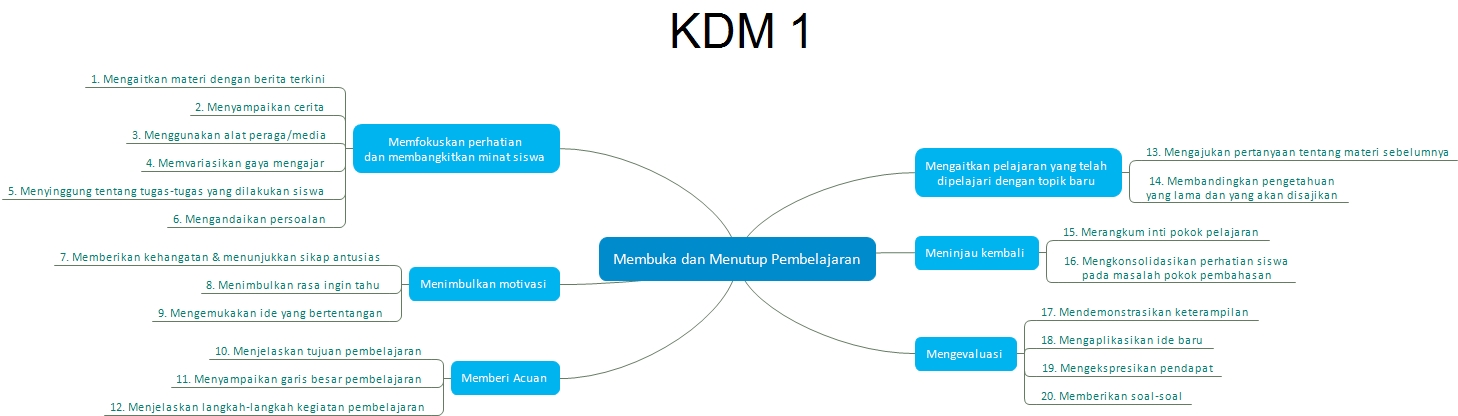 KDM 1
1. Mengaitkan materi dengan berita terkini
2. Menyampaikan cerita
3. Menggunakan alat peraga/media
4. Memvariasikan gaya mengajar
5. Menyinggung tentang tugas-tugas yang dilakukan siswa
6. Mengandaikan persoalan
Memfokuskan perhatian
dan membangkitkan minat siswa
7. Memberikan kehangatan & menunjukkan sikap antusias
8. Menimbulkan rasa ingin tahu
9. Mengemukakan ide yang bertentangan
Menimbulkan motivasi
10. Menjelaskan tujuan pembelajaran
11. Menyampaikan garis besar pembelajaran
12. Menjelaskan langkah-langkah kegiatan pembelajaran
Memberi Acuan
Membuka dan Menutup Pembelajaran
Mengaitkan pelajaran yang telah
dipelajari dengan topik baru
13. Mengajukan pertanyaan tentang materi sebelumnya
14. Membandingkan pengetahuan
yang lama dan yang akan disajikan
Meninjau kembali
15. Merangkum inti pokok pelajaran
16. Mengkonsolidasikan perhatian siswa
pada masalah pokok pembahasan
Mengevaluasi
17. Mendemonstrasikan keterampilan
18. Mengaplikasikan ide baru
19. Mengekspresikan pendapat
20. Memberikan soal-soal